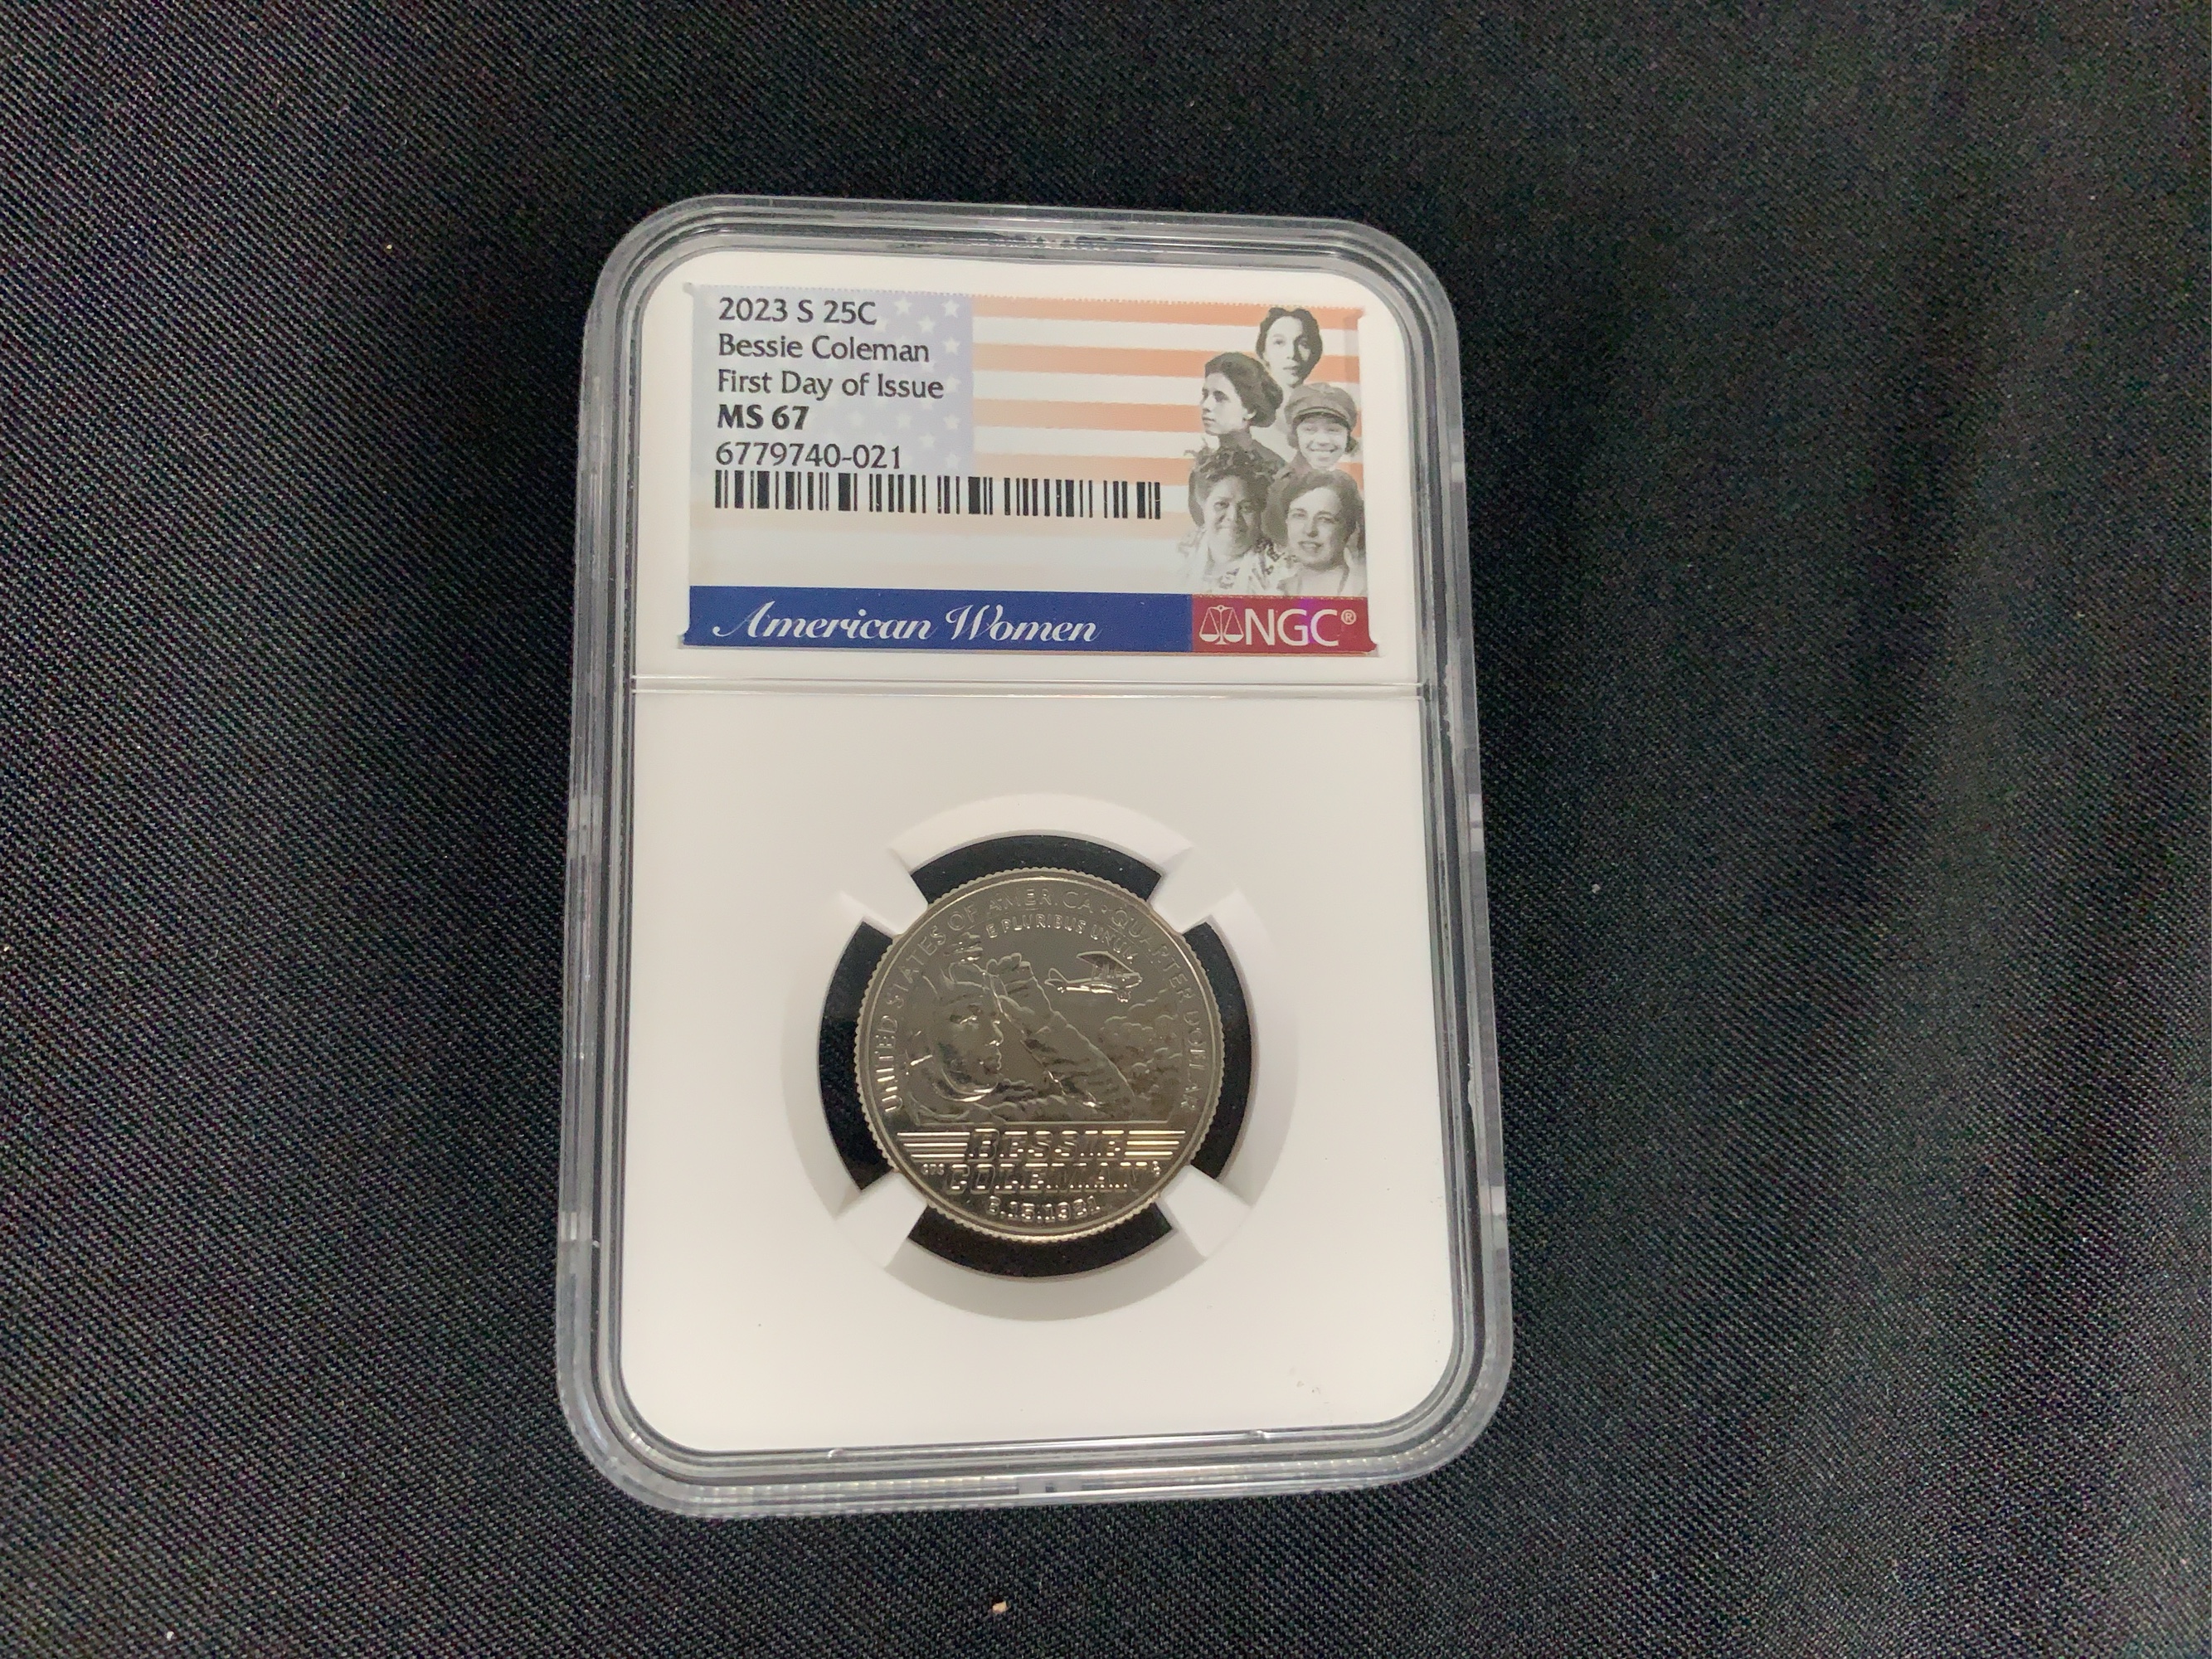 2023 S 25C
Bessie Coleman
First Day of Issue
MS 67
6779740-021
American Women
NGC®
UNITED STATES OF AMERICA • QUARTER DOLLAR
E PLURIBUS UNUM
BESSIE
COLEMAN
6.15.1921